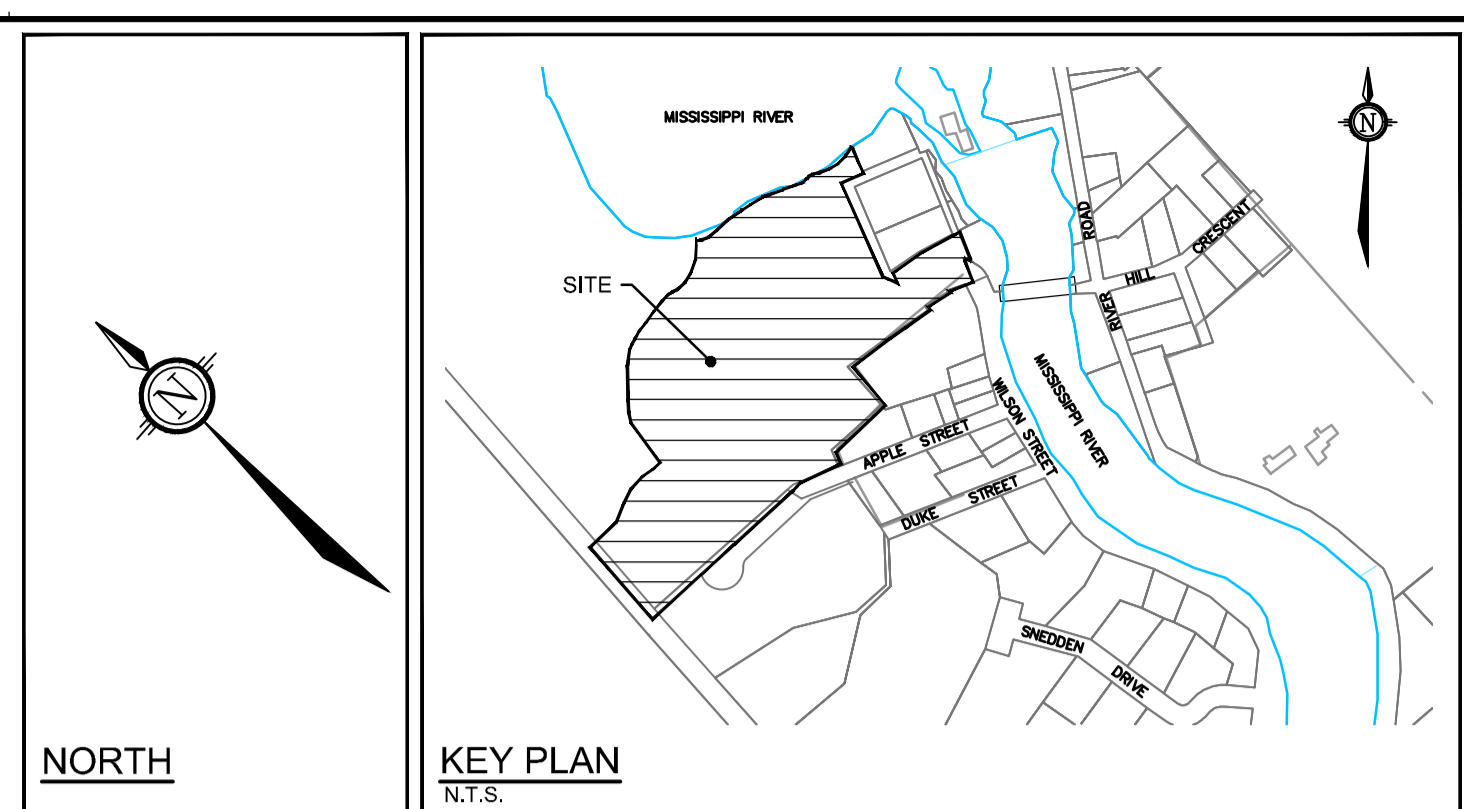 MISSISSIPPI RIVER
N
ROAD
CRESCENT
HILL
SITE
RIVER
N
MISSISSIPPI RIVER
WILSON STREET
APPLE STREET
DUKE STREET
SNEDDEN DRIVE
NORTH
KEY PLAN
N.T.S.